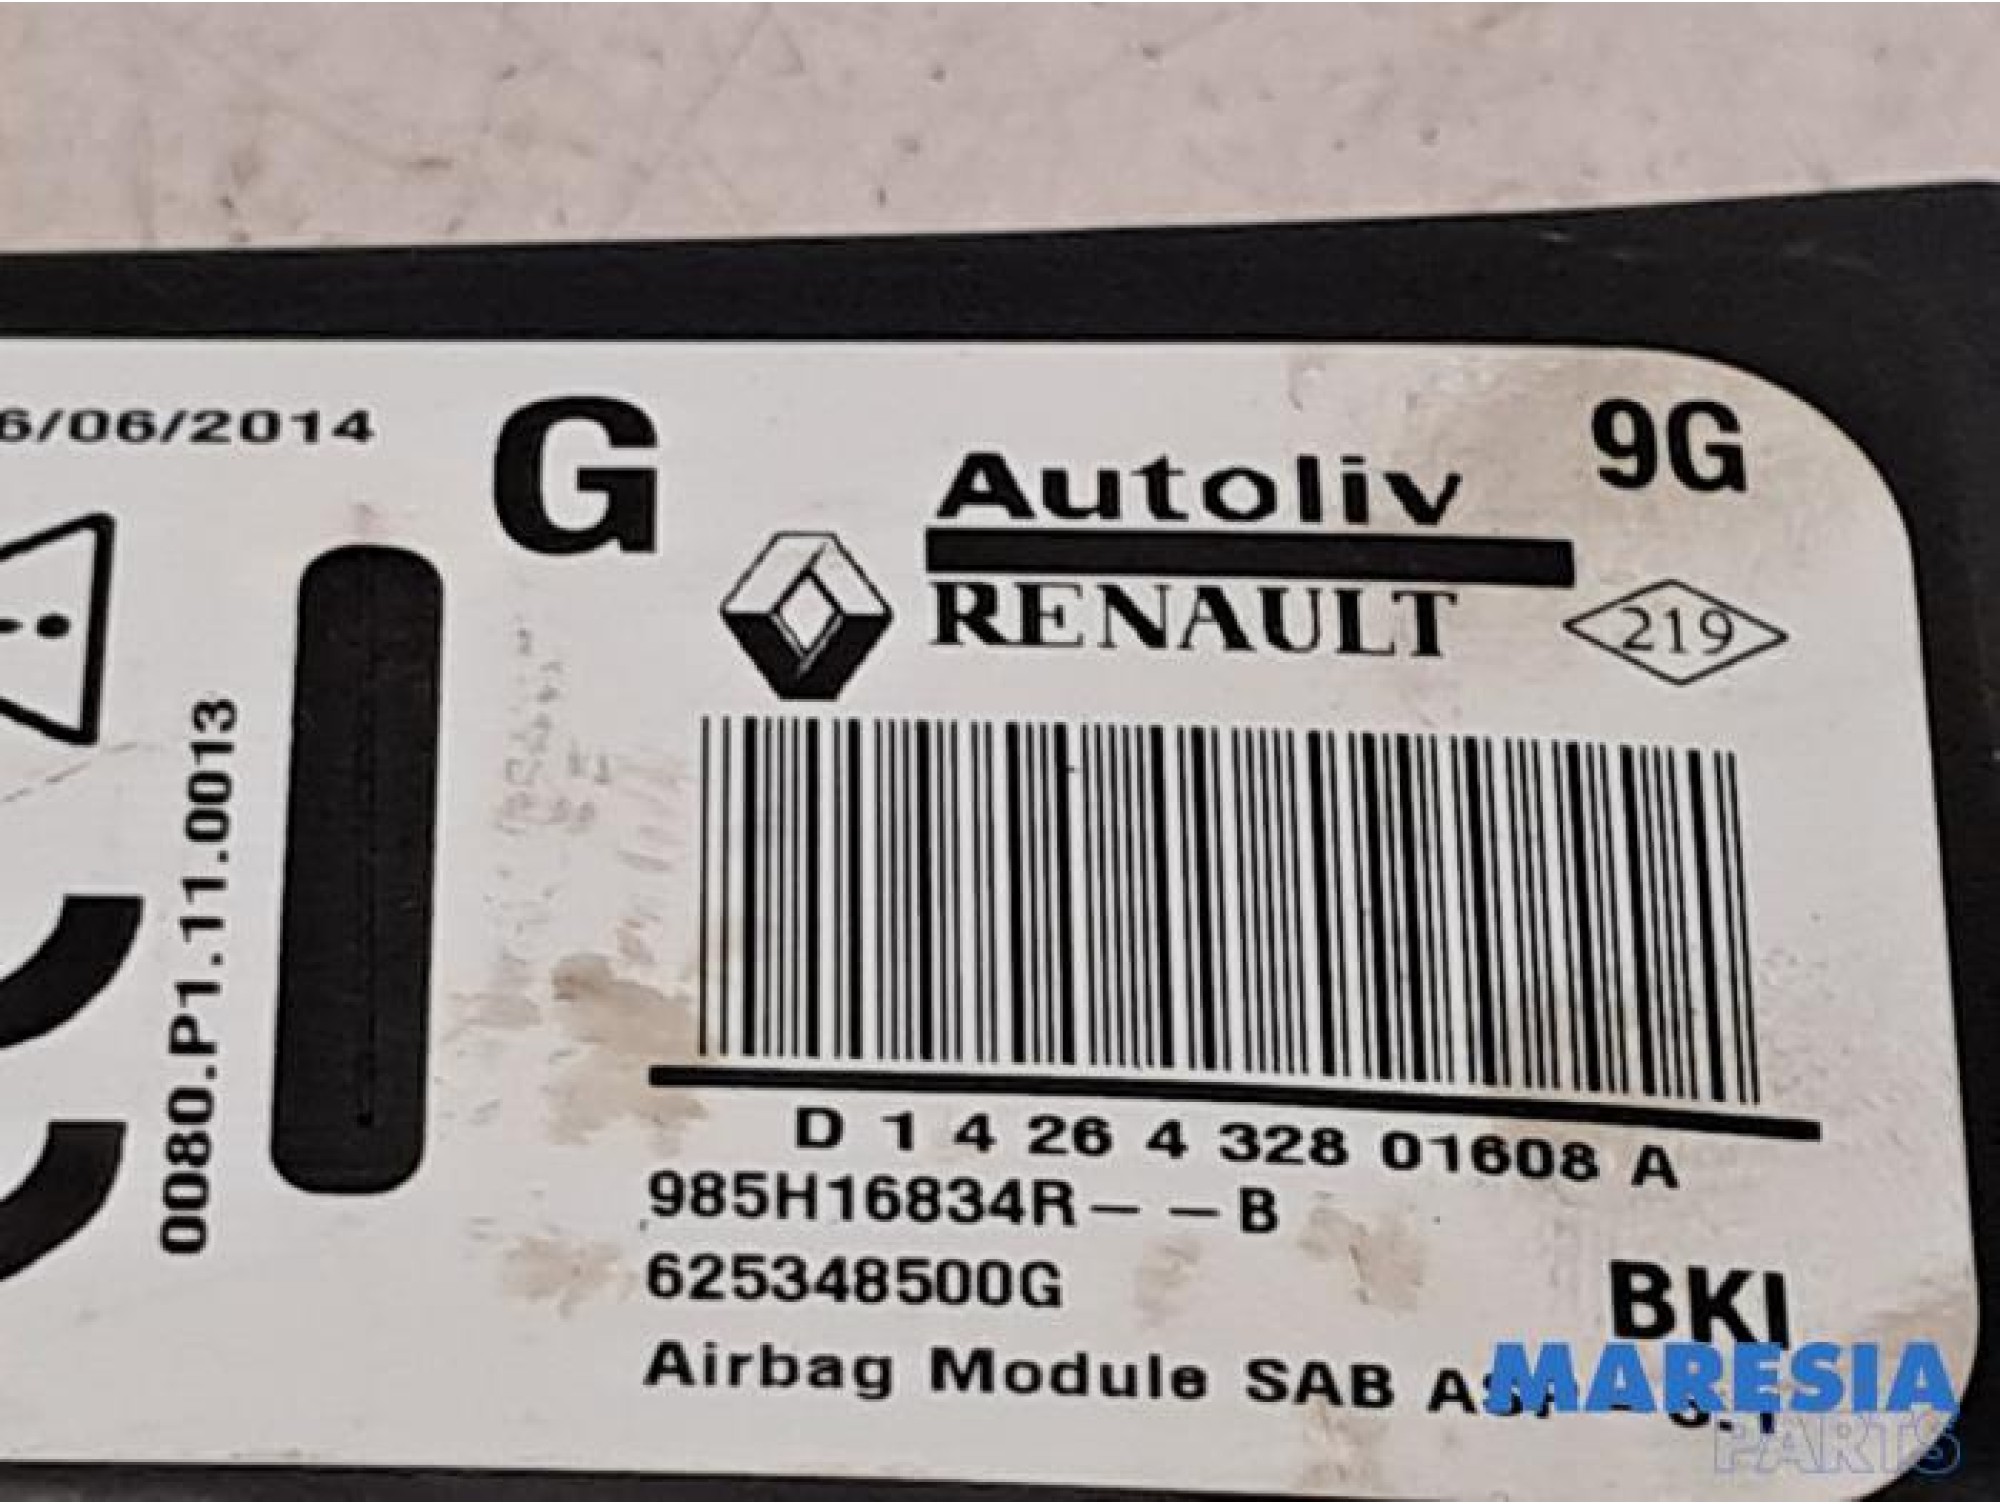 6/06/2014
G
Autoliv
9G
RENAULT
219
0080.P1.11.0013
D 1 4 26 4 328 01608 A
985H16834R-- --B
625348500G
BKI
Airbag Module SAB
MARESIA
PARTS